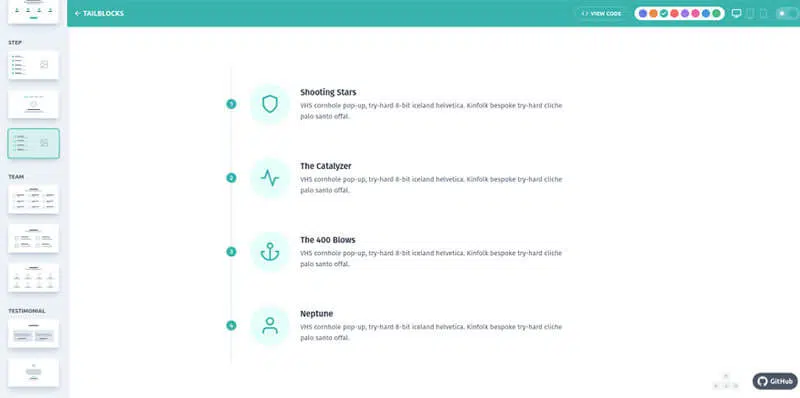 TAILBLOCKS
VIEW CODE
STEP
TEAM
TESTIMONIAL
1
Shooting Stars
VHS cornhole pop-up, try-hard 8-bit iceland helvetica. Kinfolk bespoke try-hard cliche
palo santo offal.
2
The Catalyzer
VHS cornhole pop-up, try-hard 8-bit iceland helvetica. Kinfolk bespoke try-hard cliche
palo santo offal.
3
The 400 Blows
VHS cornhole pop-up, try-hard 8-bit iceland helvetica. Kinfolk bespoke try-hard cliche
palo santo offal.
4
Neptune
VHS cornhole pop-up, try-hard 8-bit iceland helvetica. Kinfolk bespoke try-hard cliche
palo santo offal.
GitHub